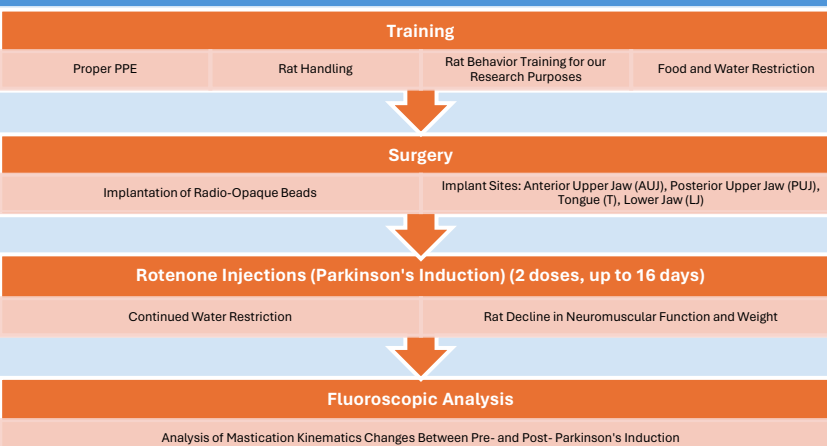 Training
Proper PPE
Rat Handling
Rat Behavior Training for our
Research Purposes
Food and Water Restriction
Surgery
Implantation of Radio-Opaque Beads
Implant Sites: Anterior Upper Jaw (AUJ), Posterior Upper Jaw (PUJ),
Tongue (T), Lower Jaw (LJ)
Rotenone Injections (Parkinson's Induction) (2 doses, up to 16 days)
Continued Water Restriction
Rat Decline in Neuromuscular Function and Weight
Fluoroscopic Analysis
Analysis of Mastication Kinematics Changes Between Pre- and Post- Parkinson's Induction